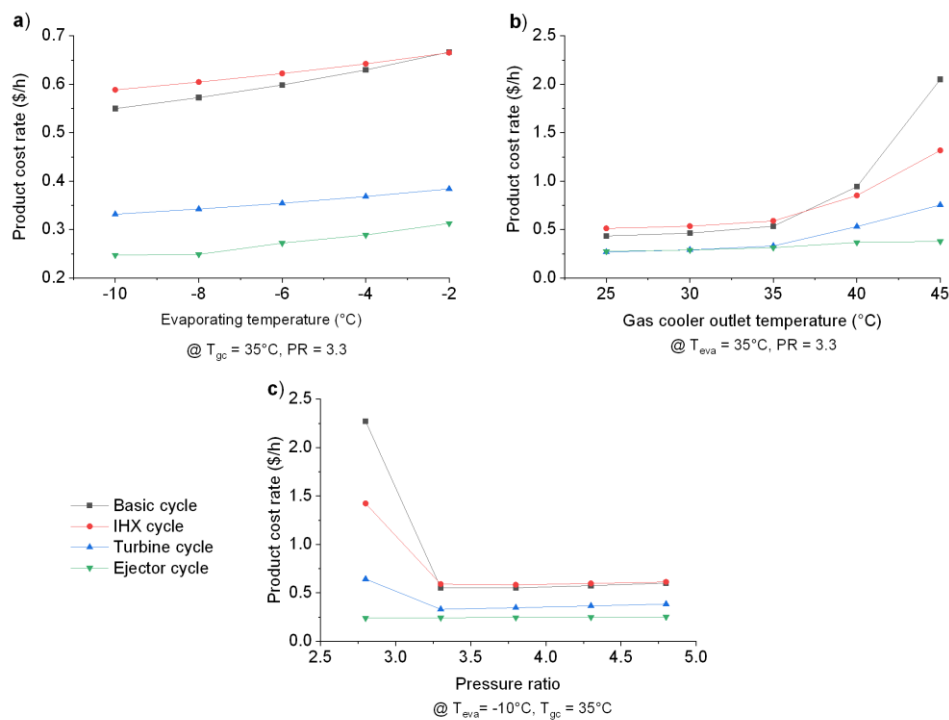 a)
Product cost rate ($/h)
0.7
0.6
0.5
0.4
0.3
0.2
-10 -8 -6 -4 -2
Evaporating temperature (°C)
@ Tgc = 35°C, PR = 3.3
b)
Product cost rate ($/h)
2.5
2.0
1.5
1.0
0.5
0.0
25 30 35 40 45
Gas cooler outlet temperature (°C)
@ Teva = 35°C, PR = 3.3
c)
Product cost rate ($/h)
2.5
2.0
1.5
1.0
0.5
0.0
2.5 3.0 3.5 4.0 4.5 5.0
Pressure ratio
@ Teva= -10°C, Tgc = 35°C
Basic cycle
IHX cycle
Turbine cycle
Ejector cycle